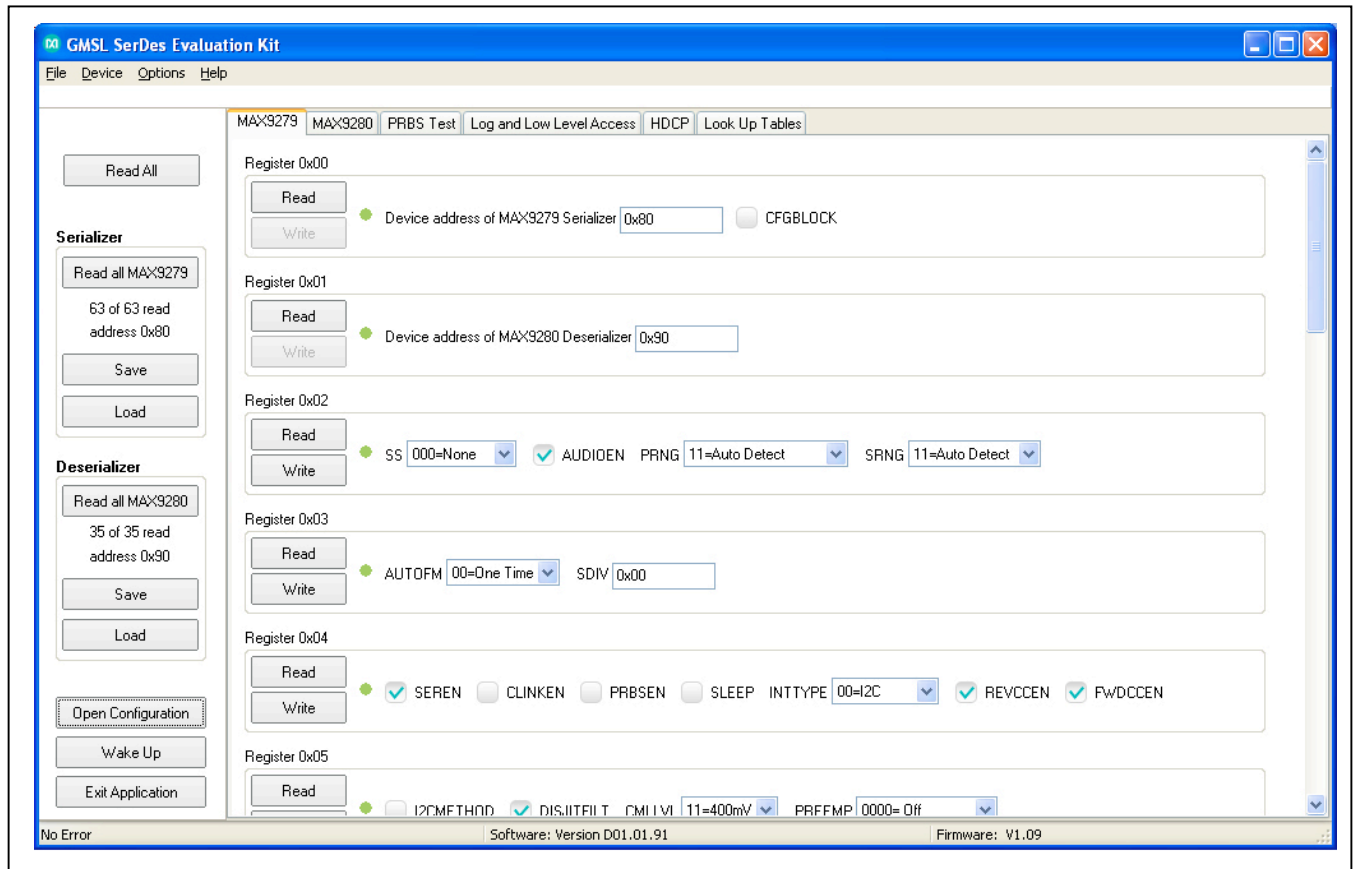 GMSL SerDes Evaluation Kit
File Device Options Help
MAX9279 MAX9280 PRBS Test Log and Low Level Access HDCP Look Up Tables
Read All
Serializer
Read all MAX9279
63 of 63 read
address 0x80
Save
Load
Deserializer
Read all MAX9280
35 of 35 read
address 0x90
Save
Load
Open Configuration
Wake Up
Exit Application
Register 0x00
Read
Write
Device address of MAX9279 Serializer 0x80 CFGBLOCK
Register 0x01
Read
Write
Device address of MAX9280 Deserializer 0x90
Register 0x02
Read
Write
SS 000=None AUDIOEN PRNG 11=Auto Detect SRNG 11=Auto Detect
Register 0x03
Read
Write
AUTOFM 00=One Time SDIV 0x00
Register 0x04
Read
Write
SEREN CLINKEN PRBSEN SLEEP INTTYPE 00=I2C REVCCEN FWDCCEN
Register 0x05
Read
I2CMETHOD DISJITFILT CMLLVL 11=400mV PREEMP 0000= Off
No Error Software: Version D01.01.91 Firmware: V1.09